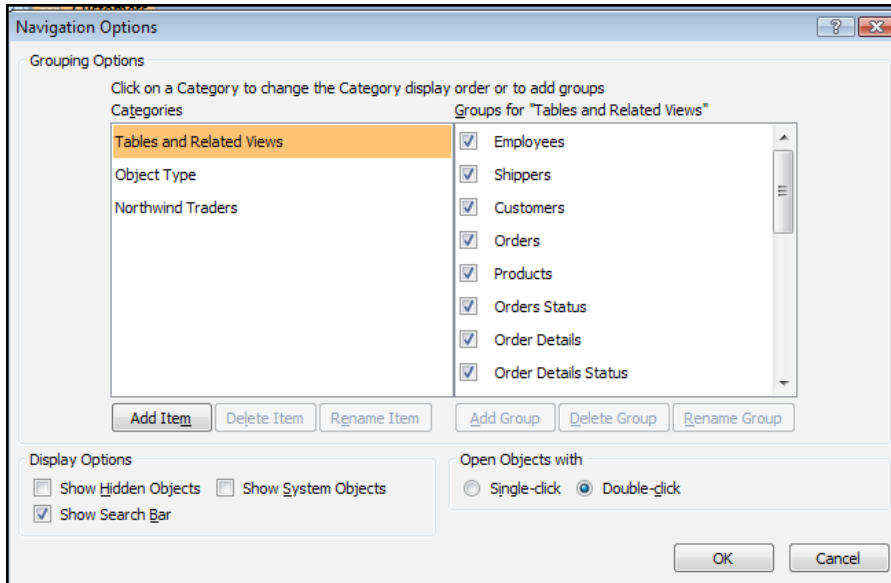 Customers
Navigation Options
Grouping Options
Click on a Category to change the Category display order or to add groups
Categories
Groups for "Tables and Related Views"
Tables and Related Views
Employees
Object Type
Shippers
Northwind Traders
Customers
Orders
Products
Orders Status
Order Details
Order Details Status
Add Item
Delete Item
Rename Item
Add Group
Delete Group
Rename Group
Display Options
Open Objects with
Show Hidden Objects
Show System Objects
Single-click
Double-click
Show Search Bar
OK
Cancel